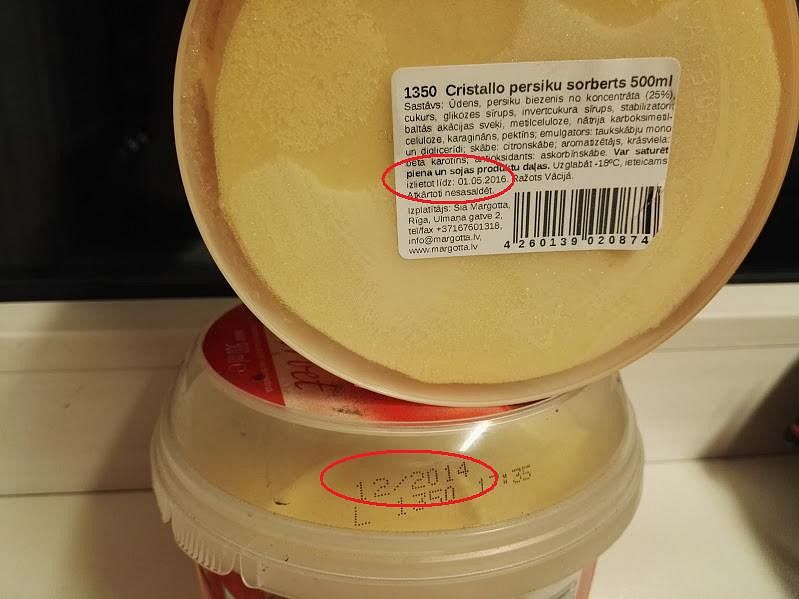 1350 Cristallo persiku sorberts 500ml
Sastāvs: Ūdens, persiku biezenis no koncentrāta (25%),
cukurs, glikozes sīrups, invertcukura sīrups, stabilizatori:
baltās akācijas sveķi, metilceluloze, nātrija karboksimetil-
celuloze, karagināns, pektīns; emulgators: taukskābju mono
un diglicerīdi; skābe: citronskābe; aromatizētājs, krāsviela:
beta karotīns, antioksidants: askorbīnskābe. Var saturēt
piena un sojas produktu daļas. Uzglabāt -18ºC, ieteicams
izlietot līdz: 01.05.2016. Ražots Vācijā.
Atkārtoti nesasaldēt.
Izplatītājs: Sia Margotta,
Rīga, Ulmaņa gatve 2,
tel/fax +37167601318,
info@margotta.lv,
www.margotta.lv
4 260139 020874
12/2014
L 1350 17:35